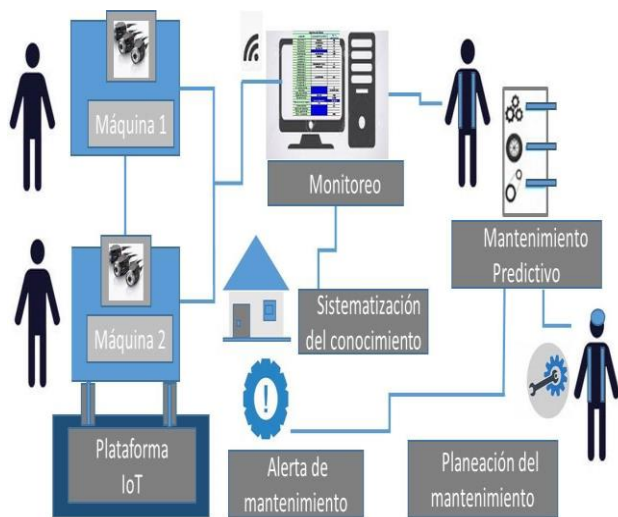 Máquina 1
Monitoreo
Mantenimiento
Predictivo
Máquina 2
Sistematización
del conocimiento
Plataforma
IoT
Alerta de
mantenimiento
Planeación del
mantenimiento